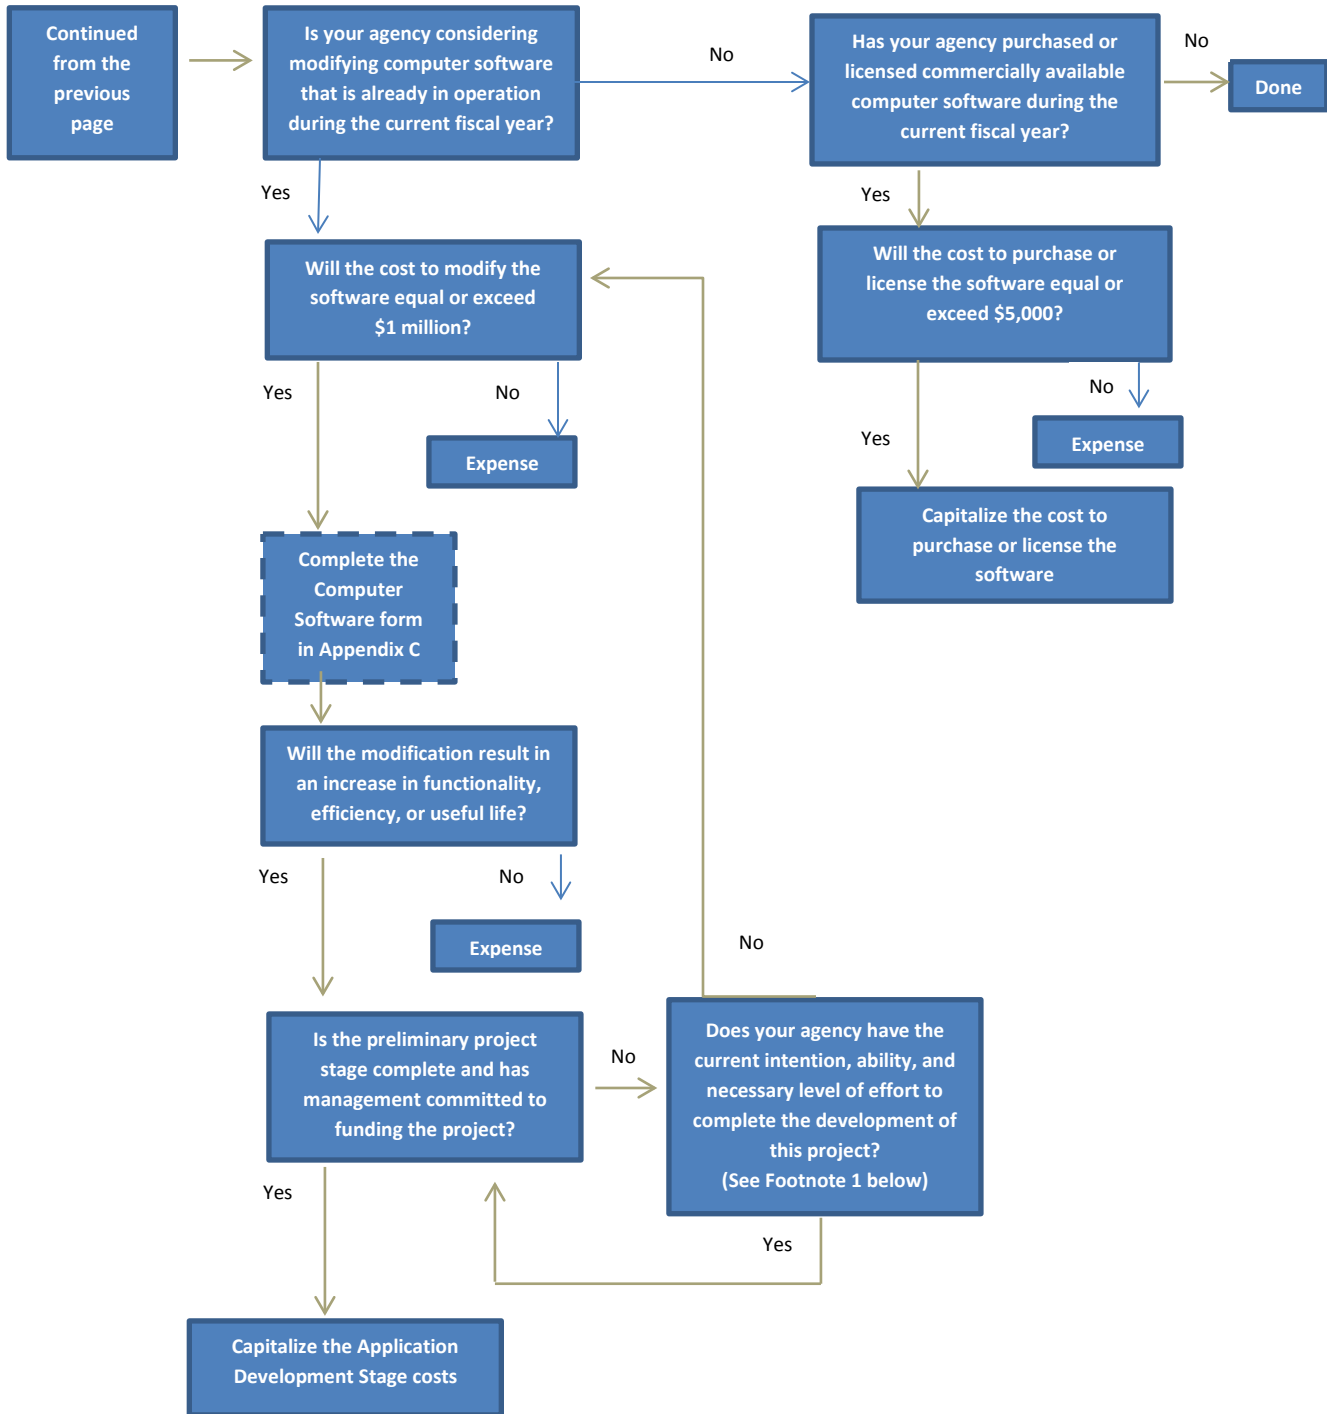 Continued
from the
previous
page
Is your agency considering
modifying computer software
that is already in operation
during the current fiscal year?
No
Has your agency purchased or
licensed commercially available
computer software during the
current fiscal year?
No
Done
Yes
Yes
Will the cost to modify the
software equal or exceed
$1 million?
Will the cost to purchase or
license the software equal or
exceed $5,000?
Yes
No
No
Expense
Yes
Expense
Capitalize the cost to
purchase or license the
software
Complete the
Computer
Software form
in Appendix C
Will the modification result in
an increase in functionality,
efficiency, or useful life?
Yes
No
Expense
No
Is the preliminary project
stage complete and has
management committed to
funding the project?
No
Does your agency have the
current intention, ability, and
necessary level of effort to
complete the development of
this project?
(See Footnote 1 below)
Yes
Yes
Capitalize the Application
Development Stage costs